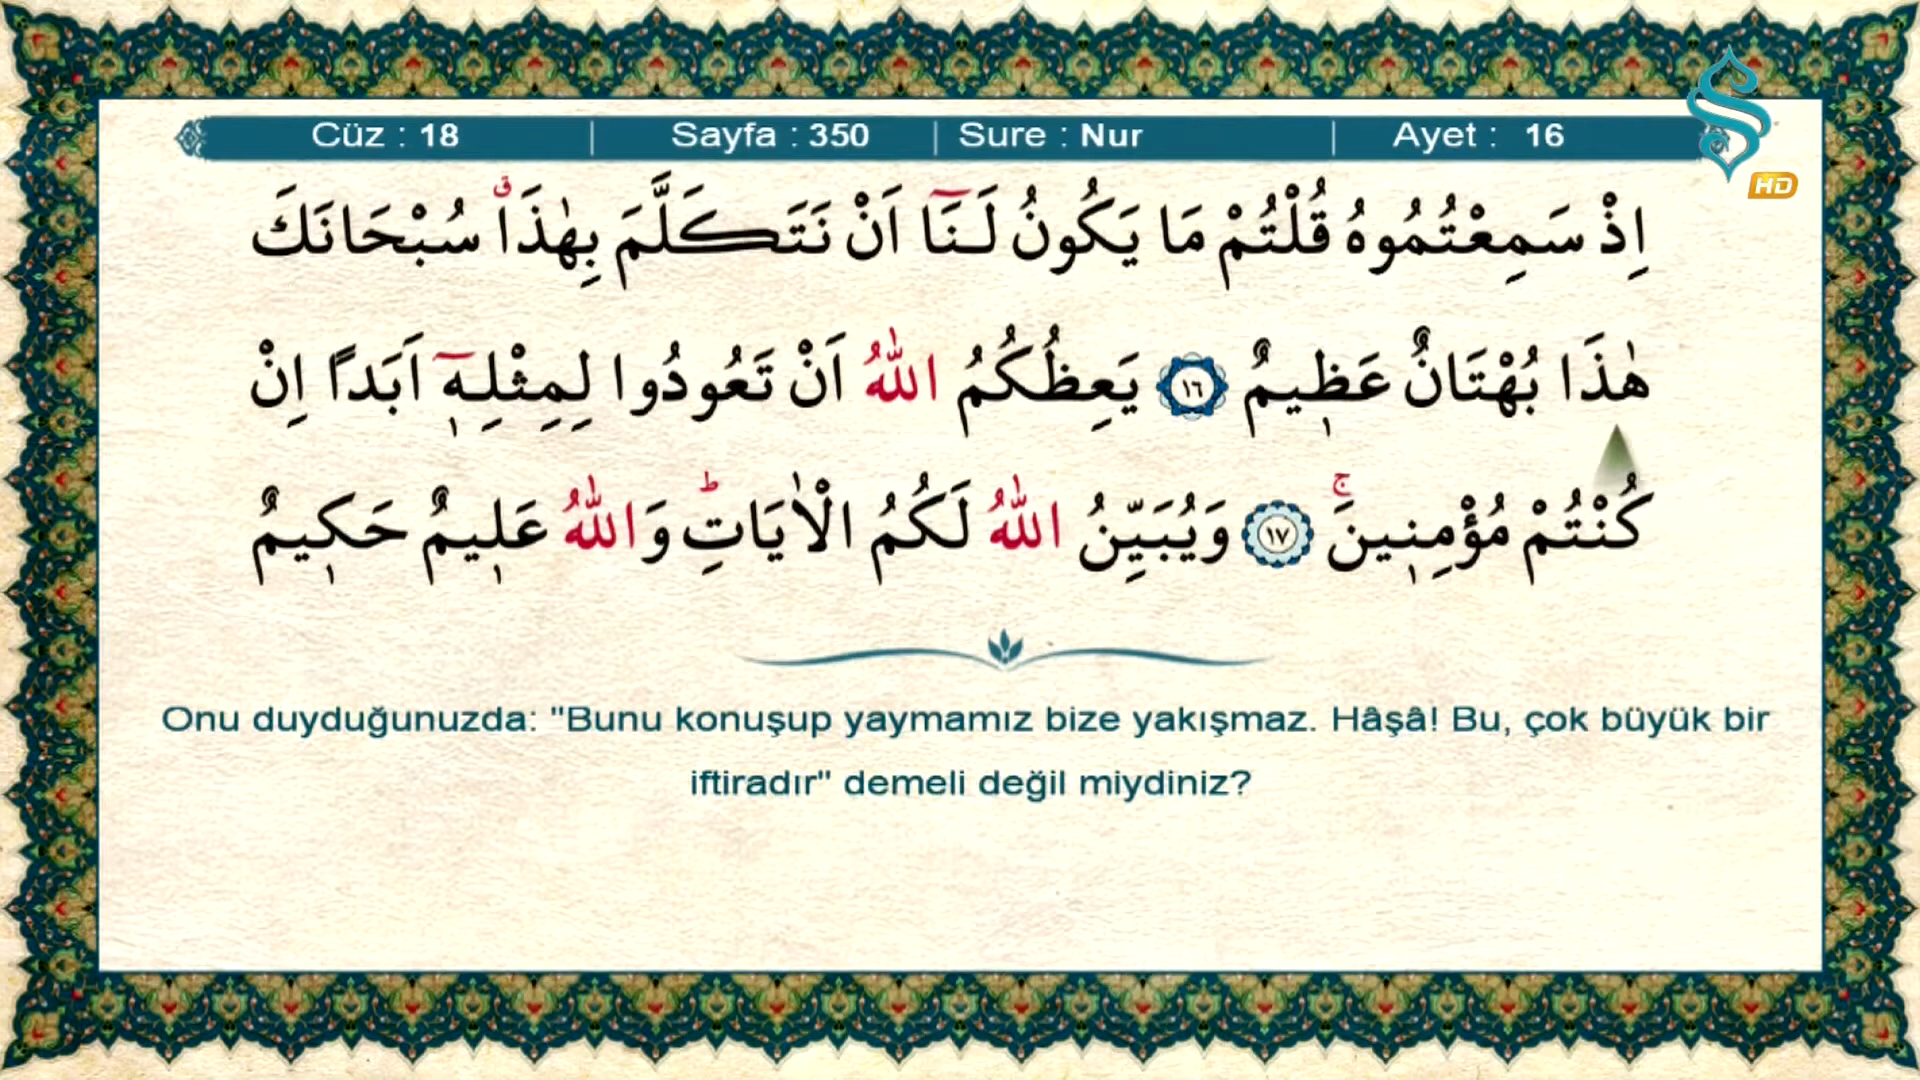 Cüz : 18 | Sayfa : 350 | Sure : Nur | Ayet : 16
HD
اِذْ سَمِعْتُمُوهُ قُلْتُمْ مَا يَكُونُ لَـنَٓا اَنْ نَتَكَلَّمَ بِهٰذَاۗ سُبْحَانَكَ
هٰذَا بُهْتَانٌ عَظ۪يمٌ ﴿١٦﴾ يَعِظُكُمُ اللّٰهُ اَنْ تَعُودُوا لِمِثْلِه۪ٓ اَبَدًا اِنْ
كُنْتُمْ مُؤْمِن۪ينَۚ ﴿١٧﴾ وَيُبَيِّنُ اللّٰهُ لَكُمُ الْاٰيَاتِۜ وَاللّٰهُ عَل۪يمٌ حَك۪يمٌ
Onu duyduğunuzda: "Bunu konuşup yaymamız bize yakışmaz. Hâşâ! Bu, çok büyük bir
iftiradır" demeli değil miydiniz?